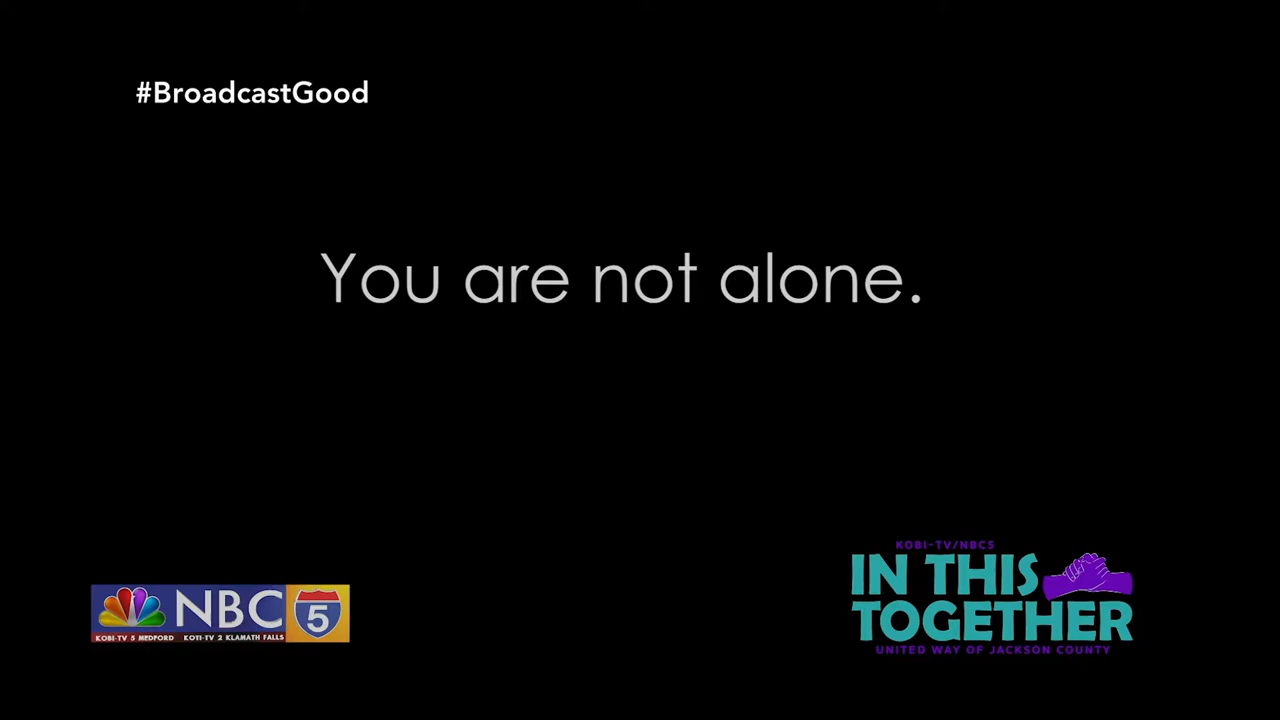 #BroadcastGood
You are not alone.
KOBI-TV/NBC5
IN THIS
TOGETHER
UNITED WAY OF JACKSON COUNTY
NBC 5
KOBI-TV 5 MEDFORD KOTI-TV 2 KLAMATH FALLS